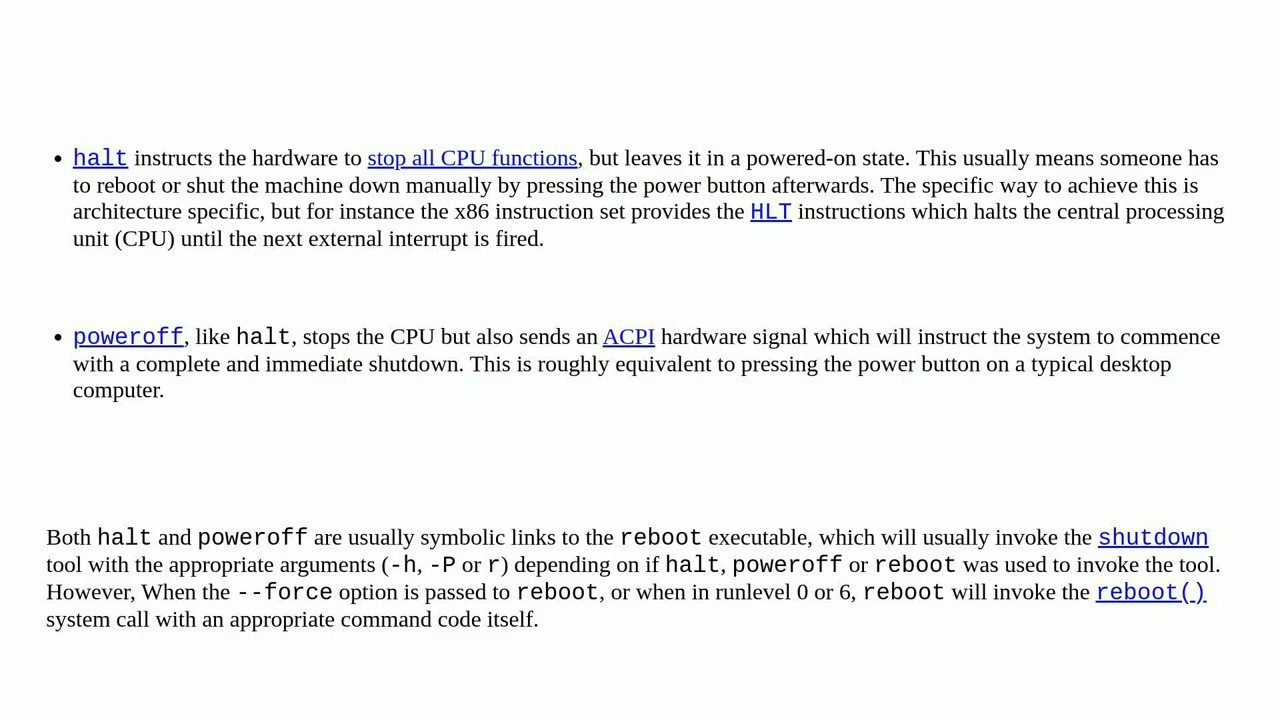 • halt instructs the hardware to stop all CPU functions, but leaves it in a powered-on state. This usually means someone has
to reboot or shut the machine down manually by pressing the power button afterwards. The specific way to achieve this is
architecture specific, but for instance the x86 instruction set provides the HLT instructions which halts the central processing
unit (CPU) until the next external interrupt is fired.
• poweroff, like halt, stops the CPU but also sends an ACPI hardware signal which will instruct the system to commence
with a complete and immediate shutdown. This is roughly equivalent to pressing the power button on a typical desktop
computer.
Both halt and poweroff are usually symbolic links to the reboot executable, which will usually invoke the shutdown
tool with the appropriate arguments (-h, -P or r) depending on if halt, poweroff or reboot was used to invoke the tool.
However, When the --force option is passed to reboot, or when in runlevel 0 or 6, reboot will invoke the reboot()
system call with an appropriate command code itself.